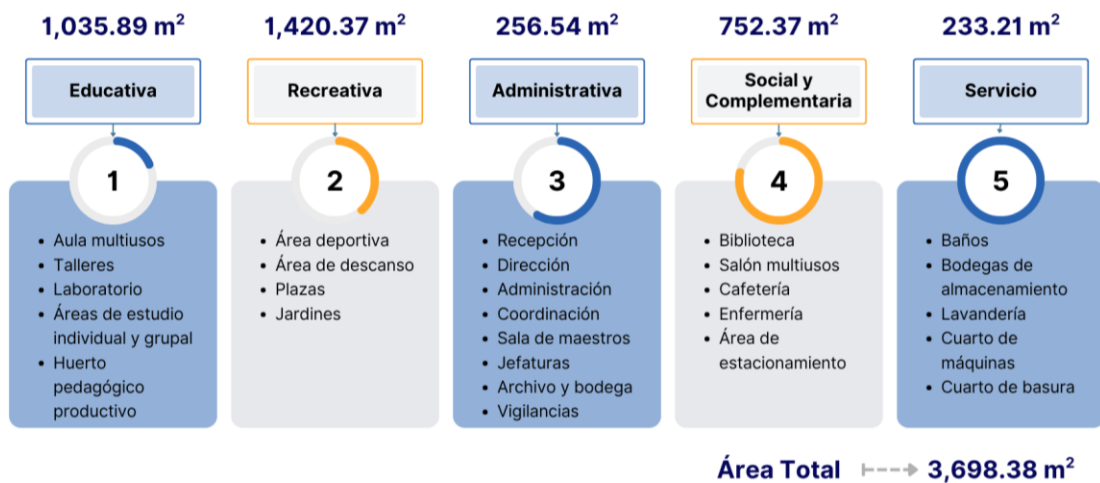 1,035.89 m²
Educativa
1
• Aula multiusos
• Talleres
• Laboratorio
• Áreas de estudio
individual y grupal
• Huerto
pedagógico
productivo
1,420.37 m²
Recreativa
2
• Área deportiva
• Área de descanso
• Plazas
• Jardines
256.54 m²
Administrativa
3
• Recepción
• Dirección
• Administración
• Coordinación
• Sala de maestros
• Jefaturas
• Archivo y bodega
• Vigilancias
752.37 m²
Social y
Complementaria
4
• Biblioteca
• Salón multiusos
• Cafetería
• Enfermería
• Área de
estacionamiento
233.21 m²
Servicio
5
• Baños
• Bodegas de
almacenamiento
• Lavandería
• Cuarto de
máquinas
• Cuarto de basura
Área Total 3,698.38 m²